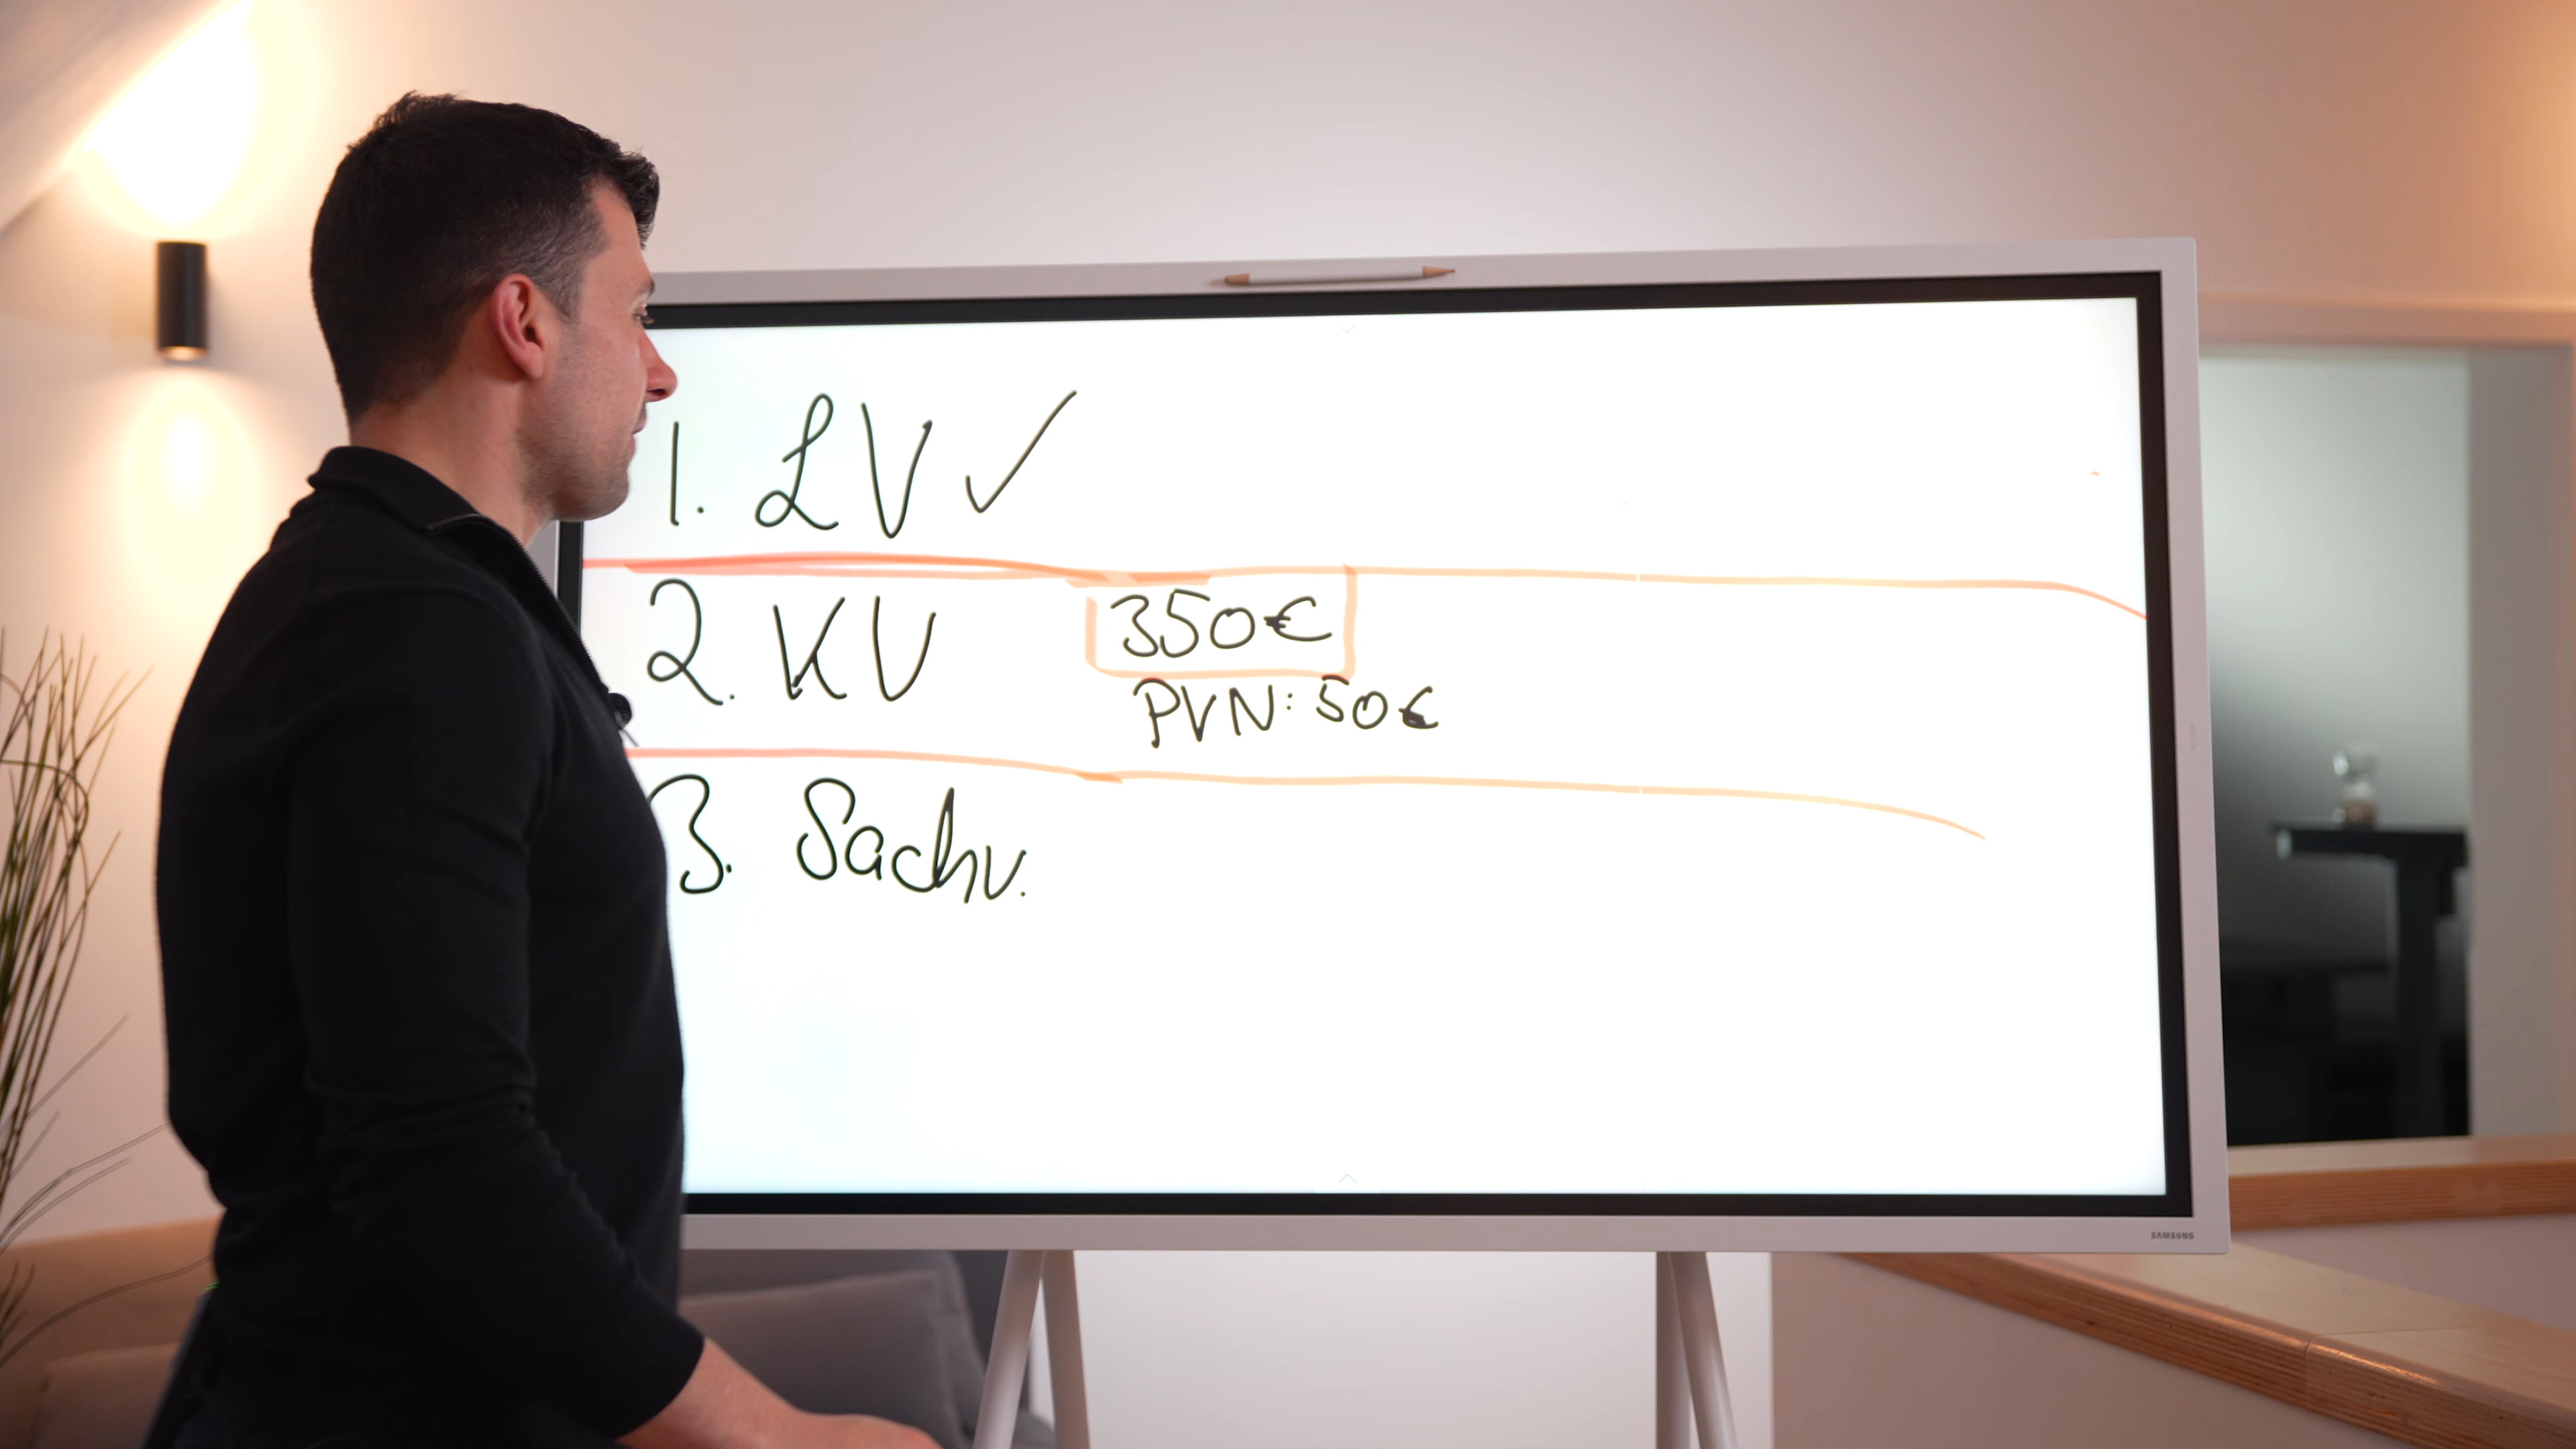 1. LV ✓
2. KV 350€
PVN: 50€
3. Sachv.
SAMSUNG